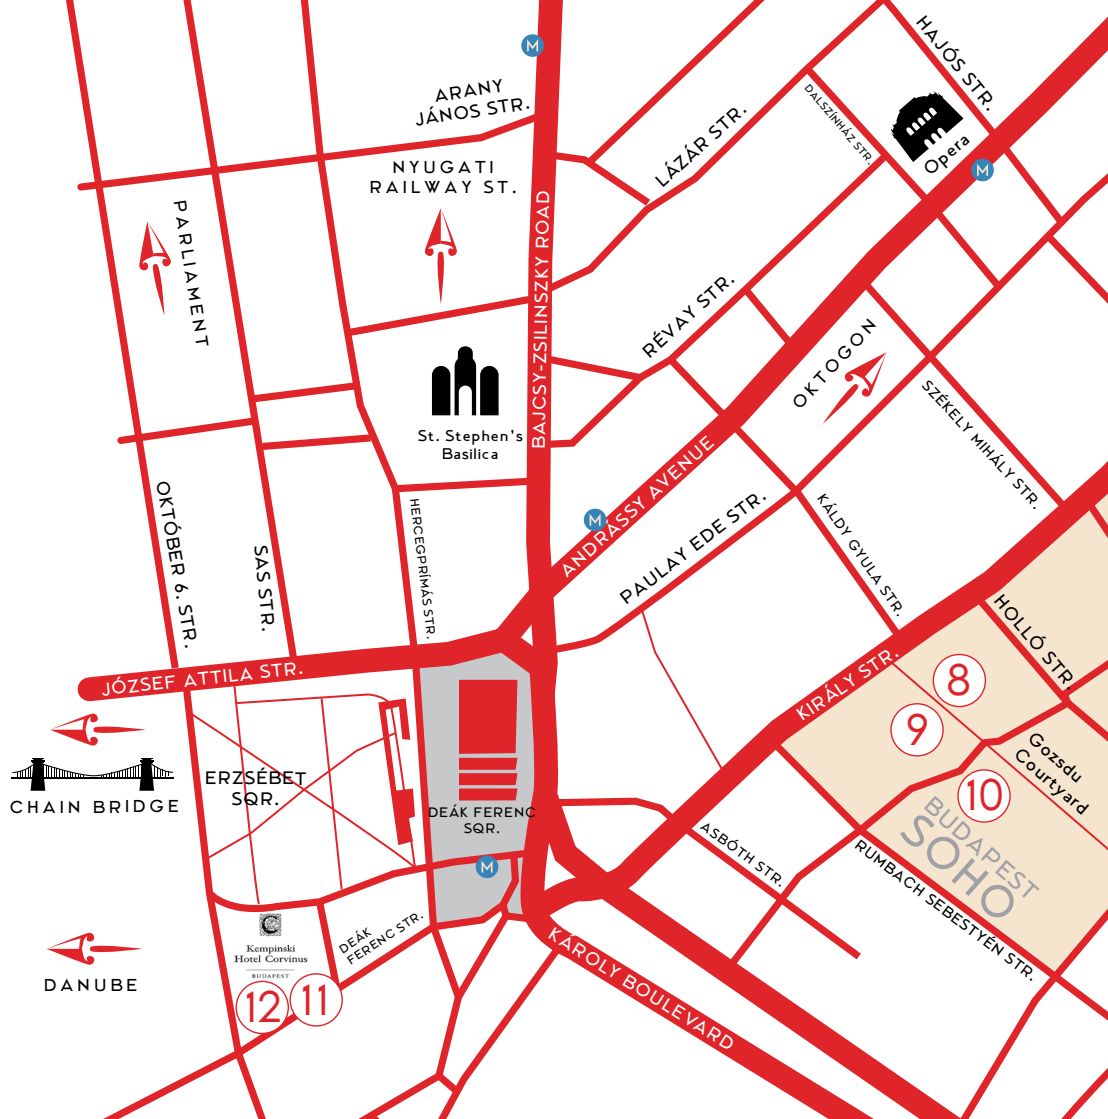 M
HAJÓS STR.
ARANY
JÁNOS STR.
DALSZÍNHÁZ STR.
LÁZÁR STR.
Opera
M
NYUGATI
RAILWAY ST.
PARLIAMENT
BAJCSY-ZSILINSZKY ROAD
RÉVAY STR.
OKTOGON
St. Stephen's
Basilica
SZÉKELY MIHÁLY STR.
ANDRÁSSY AVENUE
M
KÁLDY GYULA STR.
PAULAY EDE STR.
OKTÓBER 6. STR.
SAS STR.
HERCEGPRÍMÁS STR.
HOLLÓ STR.
JÓZSEF ATTILA STR.
KIRÁLY STR.
8
9
Gozsdu
Courtyard
10
ERZSÉBET
SQR.
CHAIN BRIDGE
DEÁK FERENC
SQR.
BUDAPEST
SOHO
ASBÓTH STR.
RUMBACH SEBESTYÉN STR.
M
DEÁK
FERENC STR.
C
Kempinski
Hotel Corvinus
BUDAPEST
KÁROLY BOULEVARD
DANUBE
12
11